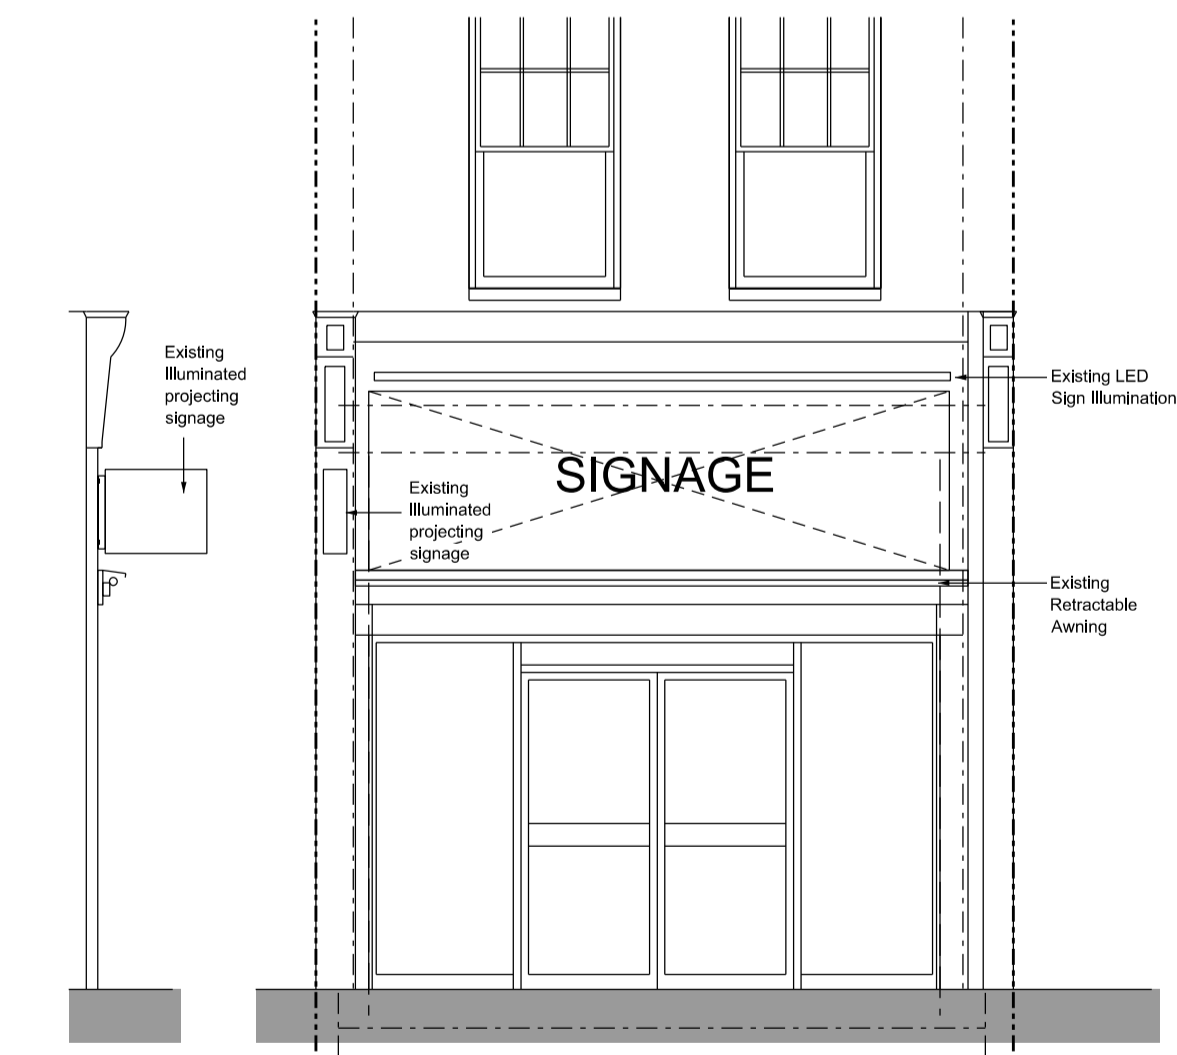 Existing
Illuminated
projecting
signage
Existing LED
Sign Illumination
SIGNAGE
Existing
Illuminated
projecting
signage
Existing
Retractable
Awning